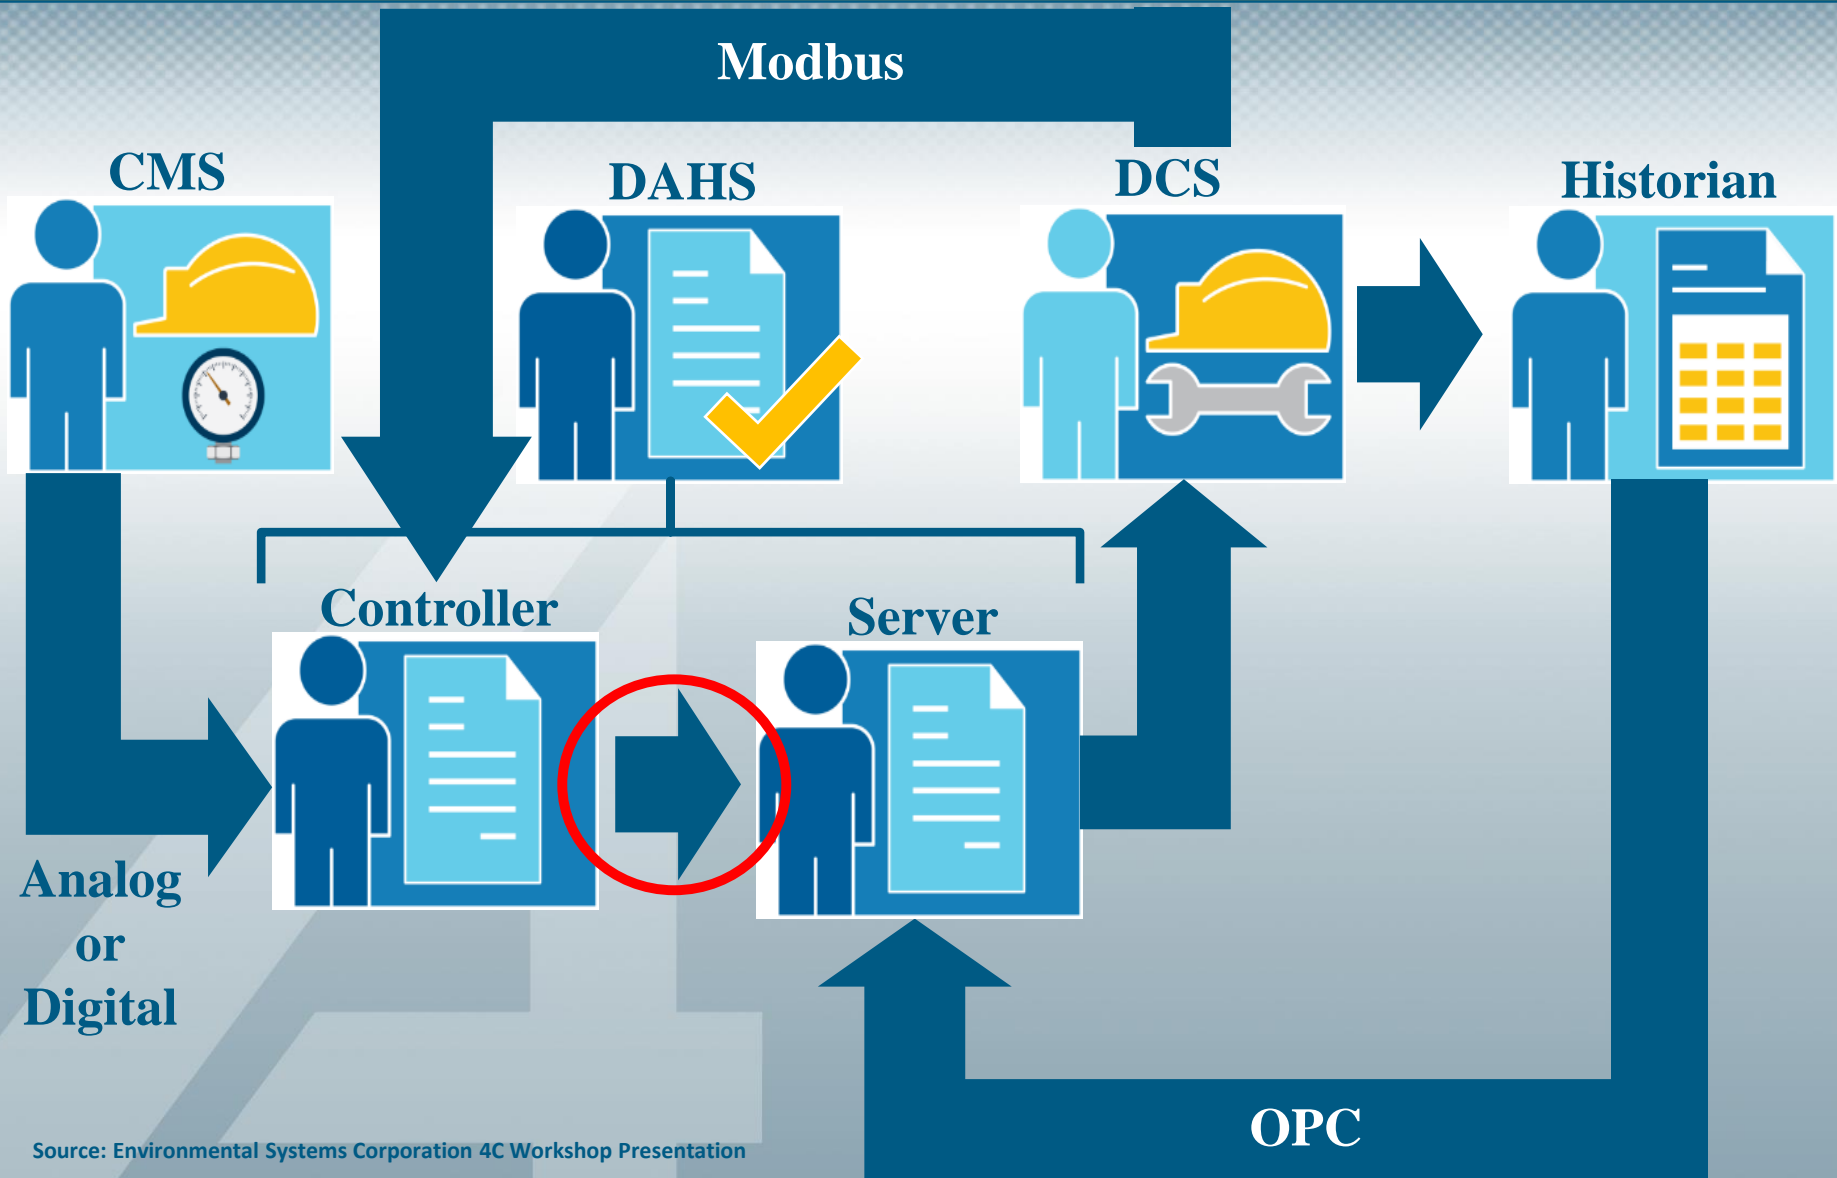 Modbus
CMS
DAHS
DCS
Historian
Controller
Server
Analog
or
Digital
OPC
Source: Environmental Systems Corporation 4C Workshop Presentation